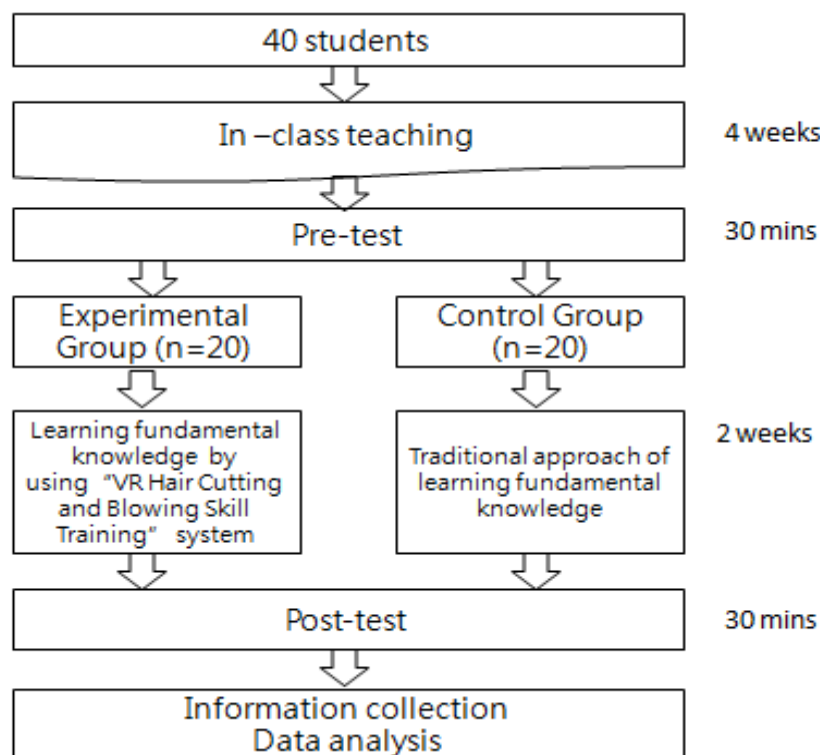 40 students
In –class teaching
4 weeks
Pre-test
30 mins
Experimental
Group (n=20)
Control Group
(n=20)
Learning fundamental
knowledge by
using “VR Hair Cutting
and Blowing Skill
Training” system
Traditional approach of
learning fundamental
knowledge
2 weeks
Post-test
30 mins
Information collection
Data analysis